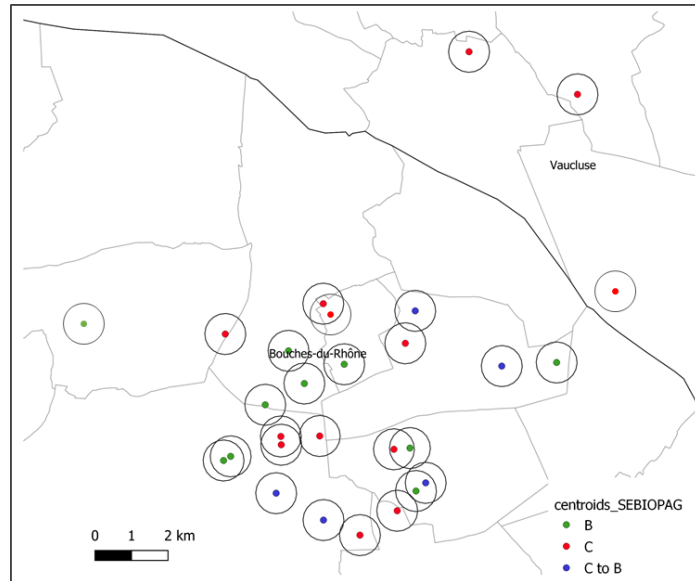 Vaucluse
Bouches-du-Rhône
centroids_SEBIOPAG
B
C
C to B
0 1 2 km